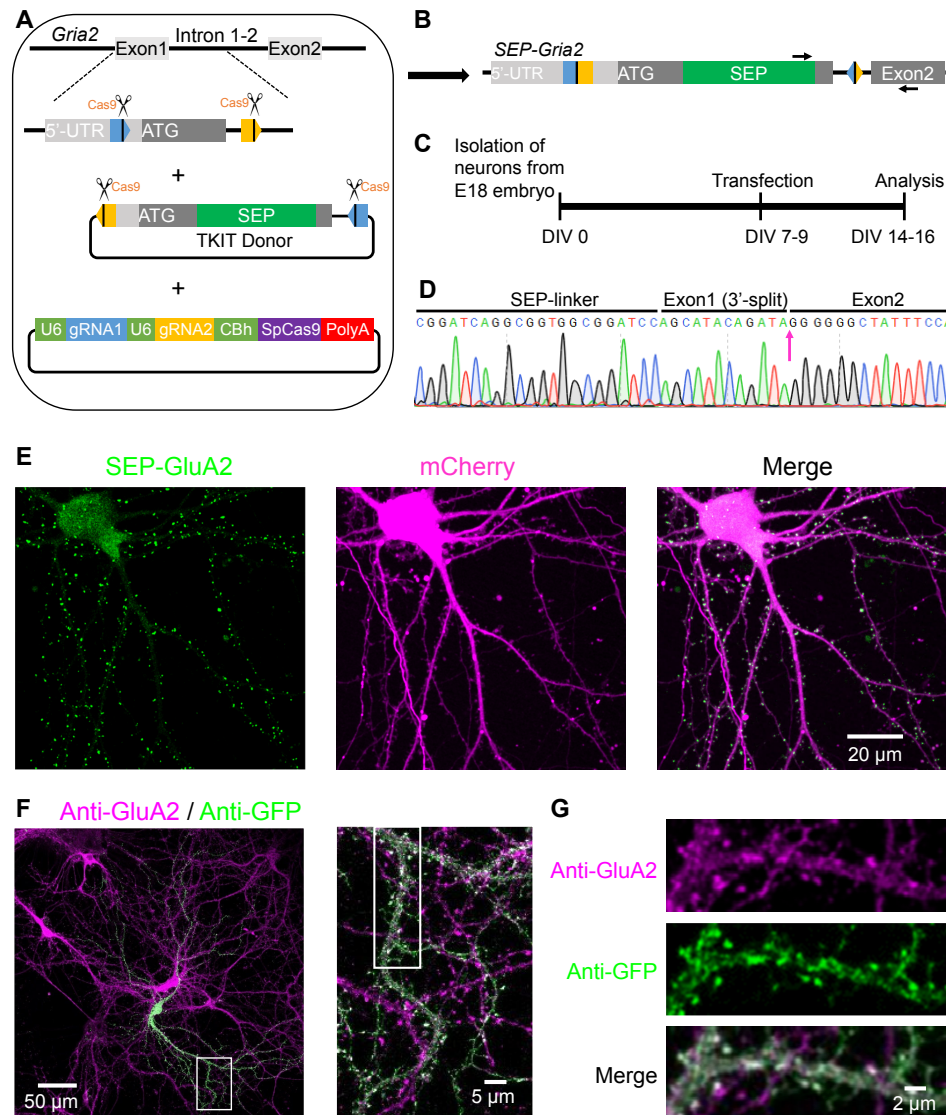 A
Gria2
Intron 1-2
Exon1
Exon2
Cas9
Cas9
5'-UTR
ATG
+
Cas9
Cas9
ATG
SEP
TKIT Donor
+
U6 gRNA1 U6 gRNA2 CBh SpCas9 PolyA
B
SEP-Gria2
5'-UTR
ATG
SEP
Exon2
C
Isolation of
neurons from
E18 embryo
Transfection
Analysis
DIV 0
DIV 7-9
DIV 14-16
D
SEP-linker
Exon1 (3'-split)
Exon2
CGGATCAGGCGGTGGCGGATCCAGCATACAGATAGGGGGGCTATTTCCA
E
SEP-GluA2
mCherry
Merge
20 µm
F
Anti-GluA2 / Anti-GFP
50 µm
5 µm
G
Anti-GluA2
Anti-GFP
Merge
2 µm